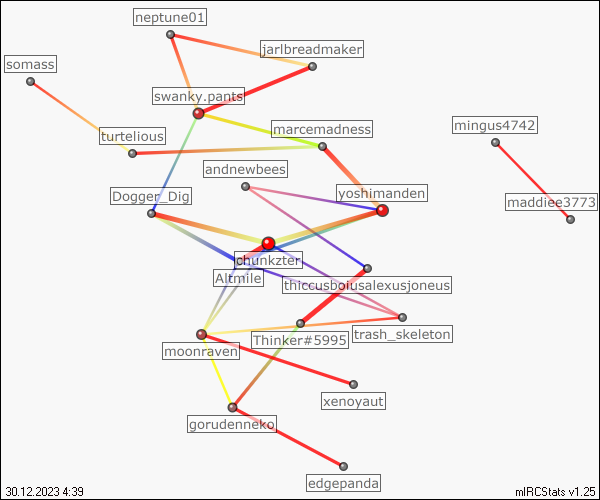 neptune01
jarlbreadmaker
somass
swanky.pants
marcemadness
mingus4742
turtelious
andnewbees
yoshimanden
Dogger_Dig
maddiee3773
chunkzter
Altmile
thiccusboiusalexusjoneus
Thinker#5995
trash_skeleton
moonraven
xenoyaut
gorudenneko
edgepanda
30.12.2023 4:39
mIRCStats v1.25